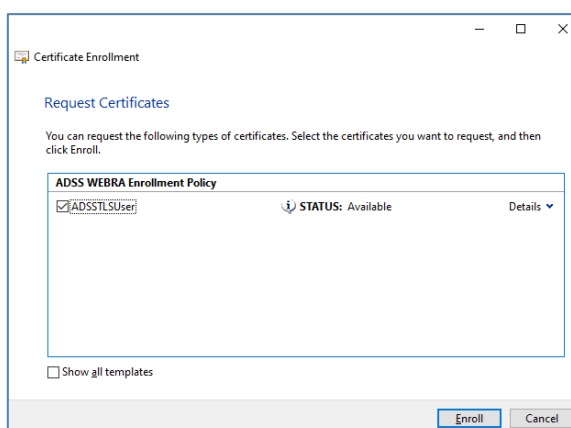 Certificate Enrollment
Request Certificates
You can request the following types of certificates. Select the certificates you want to request, and then
click Enroll.
ADSS WEBRA Enrollment Policy
ADSSTLSUser STATUS: Available Details
Show all templates
Enroll Cancel